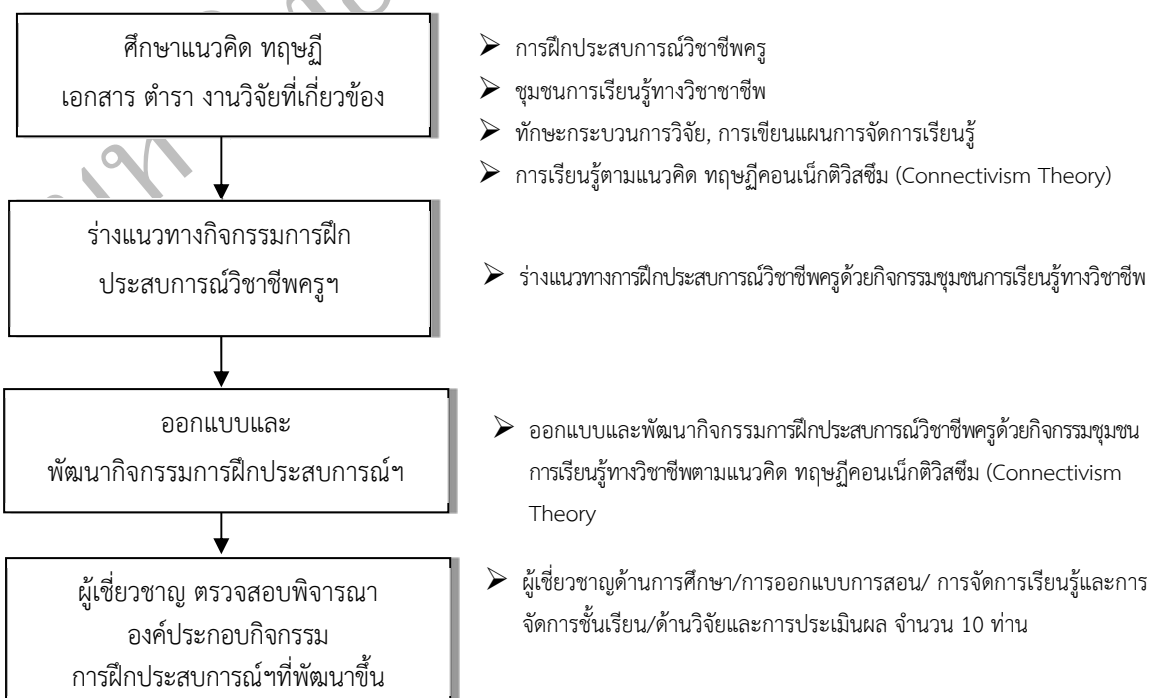 ศึกษาแนวคิด ทฤษฎี
เอกสาร ตำรา งานวิจัยที่เกี่ยวข้อง
➢ การฝึกประสบการณ์วิชาชีพครู
➢ ชุมชนการเรียนรู้ทางวิชาชาชีพ
➢ ทักษะกระบวนการวิจัย, การเขียนแผนการจัดการเรียนรู้
➢ การเรียนรู้ตามแนวคิด ทฤษฎีคอนเน็กติวิสซึม (Connectivism Theory)
ร่างแนวทางกิจกรรมการฝึก
ประสบการณ์วิชาชีพครูฯ
➢ ร่างแนวทางการฝึกประสบการณ์วิชาชีพครูด้วยกิจกรรมชุมชนการเรียนรู้ทางวิชาชีพ
ออกแบบและ
พัฒนากิจกรรมการฝึกประสบการณ์ฯ
➢ ออกแบบและพัฒนากิจกรรมการฝึกประสบการณ์วิชาชีพครูด้วยกิจกรรมชุมชน
การเรียนรู้ทางวิชาชีพตามแนวคิด ทฤษฎีคอนเน็กติวิสซึม (Connectivism
Theory
ผู้เชี่ยวชาญ ตรวจสอบพิจารณา
องค์ประกอบกิจกรรม
การฝึกประสบการณ์ฯที่พัฒนาขึ้น
➢ ผู้เชี่ยวชาญด้านการศึกษา/การออกแบบการสอน/ การจัดการเรียนรู้และการ
จัดการชั้นเรียน/ด้านวิจัยและการประเมินผล จำนวน 10 ท่าน